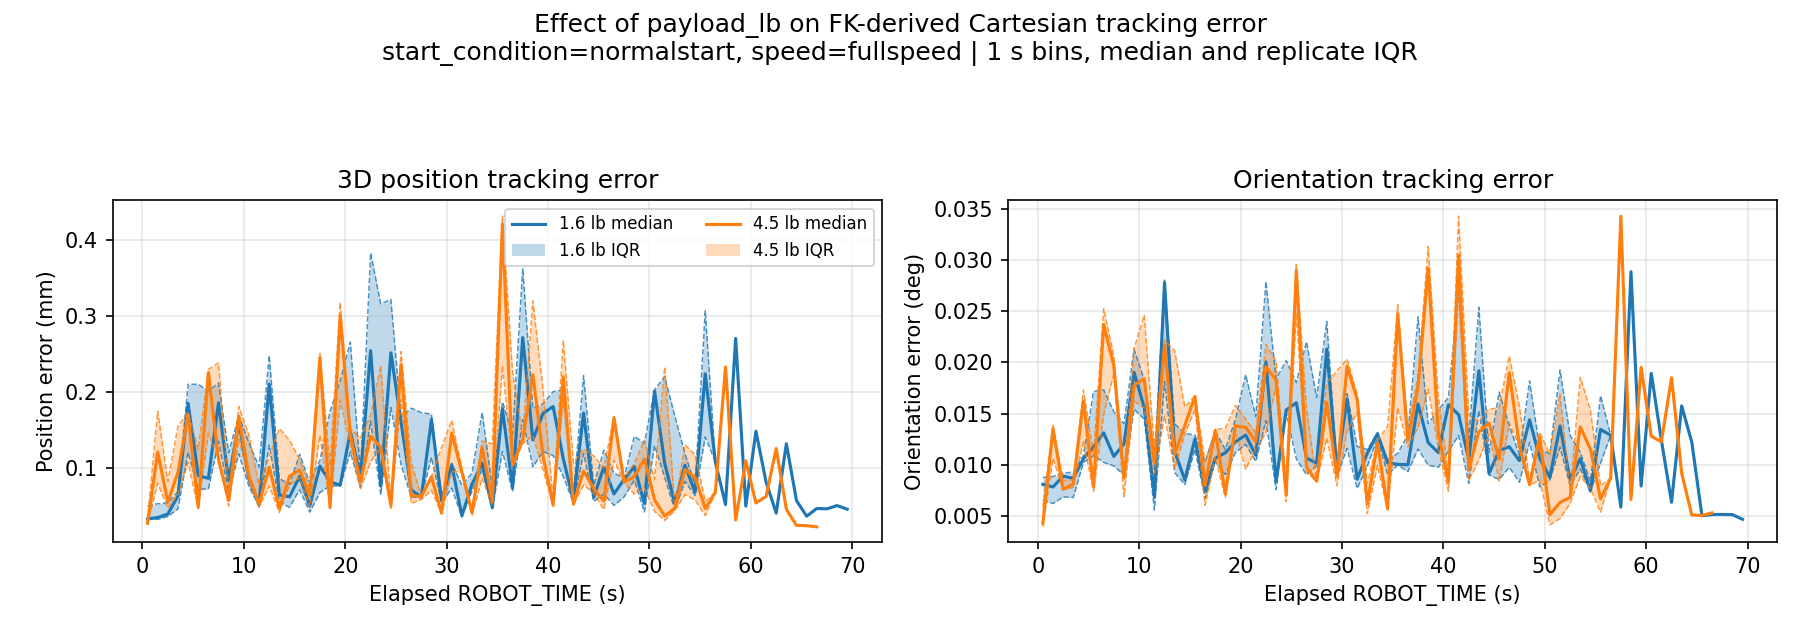 Effect of payload_lb on FK-derived Cartesian tracking error
start_condition=normalstart, speed=fullspeed | 1 s bins, median and replicate IQR
3D position tracking error
Position error (mm)
0.4
0.3
0.2
0.1
1.6 lb median
4.5 lb median
1.6 lb IQR
4.5 lb IQR
0 10 20 30 40 50 60 70
Elapsed ROBOT_TIME (s)
Orientation tracking error
Orientation error (deg)
0.035
0.030
0.025
0.020
0.015
0.010
0.005
0 10 20 30 40 50 60 70
Elapsed ROBOT_TIME (s)